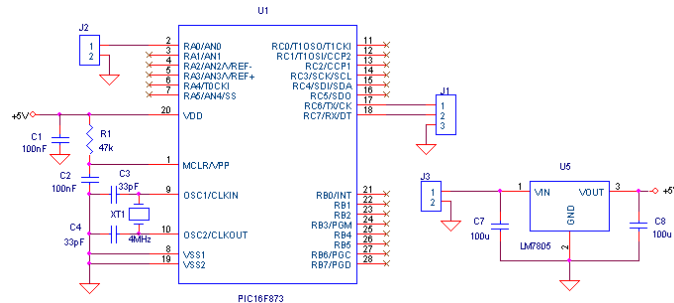 U1
J2
1
2
2 RA0/AN0
3 RA1/AN1
4 RA2/AN2/VREF-
5 RA3/AN3/VREF+
6 RA4/T0CKI
7 RA5/AN4/SS
RC0/T1OSO/T1CKI 11
RC1/T1OSI/CCP2 12
RC2/CCP1 13
RC3/SCK/SCL 14
RC4/SDI/SDA 15
RC5/SDO 16
RC6/TX/CK 17
RC7/RX/DT 18
J1
1
2
3
+5V
20 VDD
C1
100nF
R1
47k
1 MCLR/VPP
C2
100nF
C3
33pF
9 OSC1/CLKIN
XT1
4MHz
C4
33pF
10 OSC2/CLKOUT
8 VSS1
19 VSS2
RB0/INT 21
RB1 22
RB2 23
RB3/PGM 24
RB4 25
RB5 26
RB6/PGC 27
RB7/PGD 28
PIC16F873
J3
1
2
U5
1 VIN
VOUT 3
GND
2
LM7805
+5V
C7
100u
C8
100u